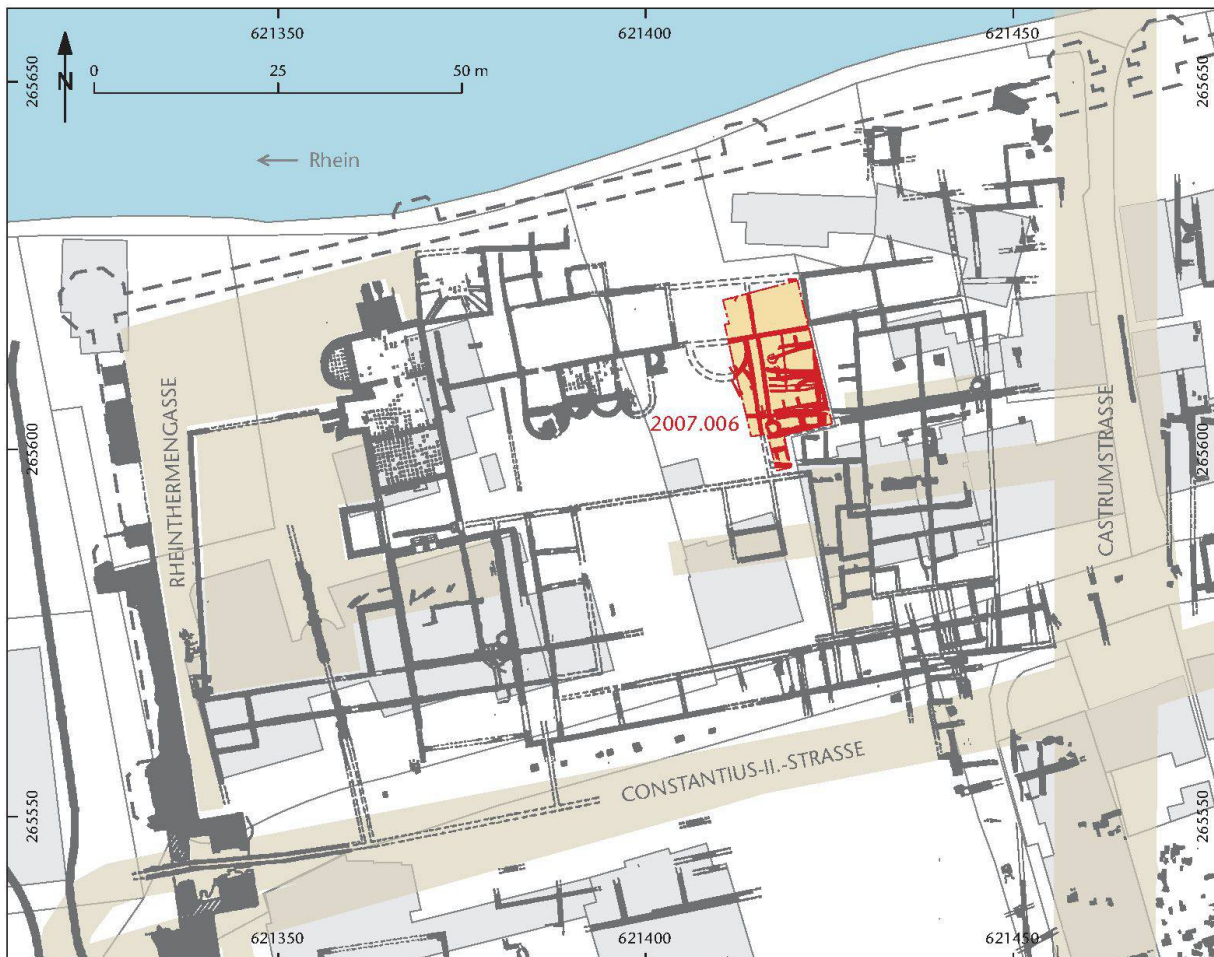 621350
621400
621450
265650
265650
N
0
25
50 m
← Rhein
2007.006
RHEINTHERMENGASSE
265600
265600
CASTRUMSTRASSE
CONSTANTIUS-II.-STRASSE
265550
265550
621350
621400
621450